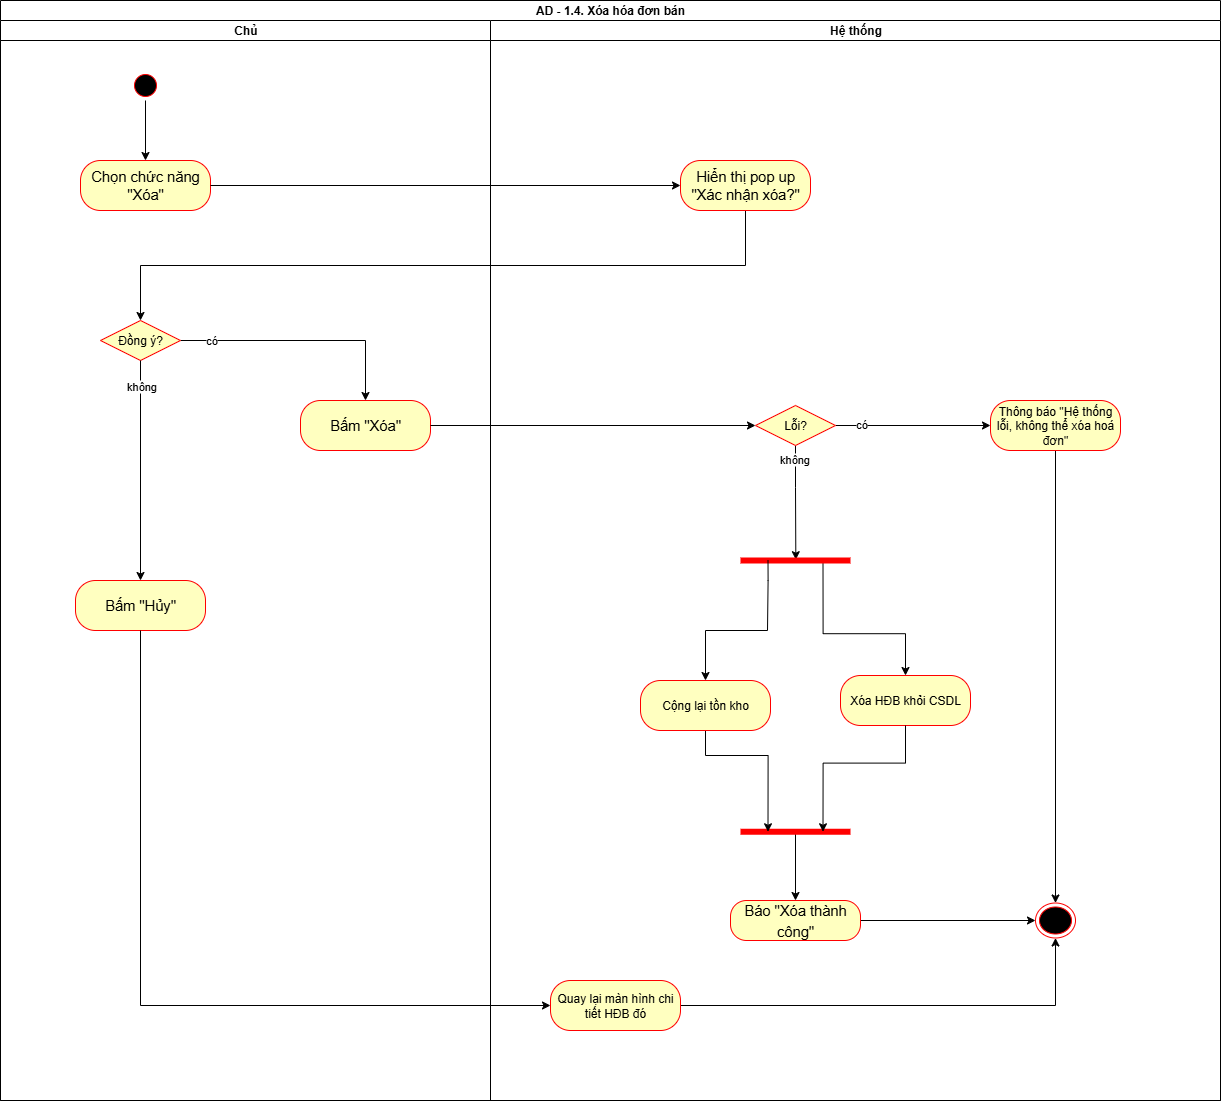 AD - 1.4. Xóa hóa đơn bán
Chủ
Hệ thống
Chọn chức năng
"Xóa"
Hiển thị pop up
"Xác nhận xóa?"
Đồng ý?
có
không
Bấm "Xóa"
Lỗi?
có
không
Thông báo "Hệ thống
lỗi, không thể xóa hoá
đơn"
Bấm "Hủy"
Cộng lại tồn kho
Xóa HĐB khỏi CSDL
Báo "Xóa thành
công"
Quay lại màn hình chi
tiết HĐB đó